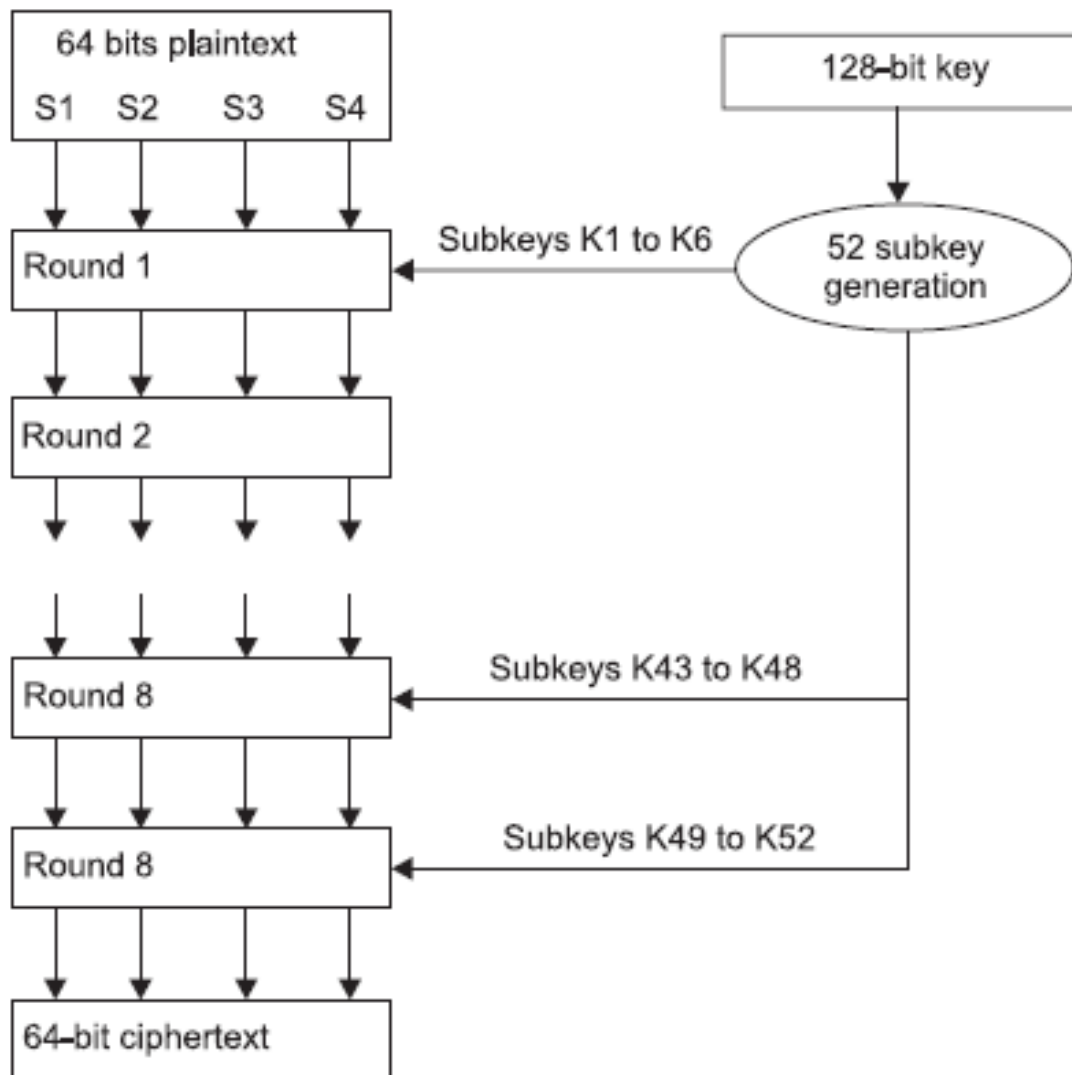 64 bits plaintext
S1 S2 S3 S4
128-bit key
Round 1
Subkeys K1 to K6
52 subkey
generation
Round 2
Round 8
Subkeys K43 to K48
Round 8
Subkeys K49 to K52
64-bit ciphertext